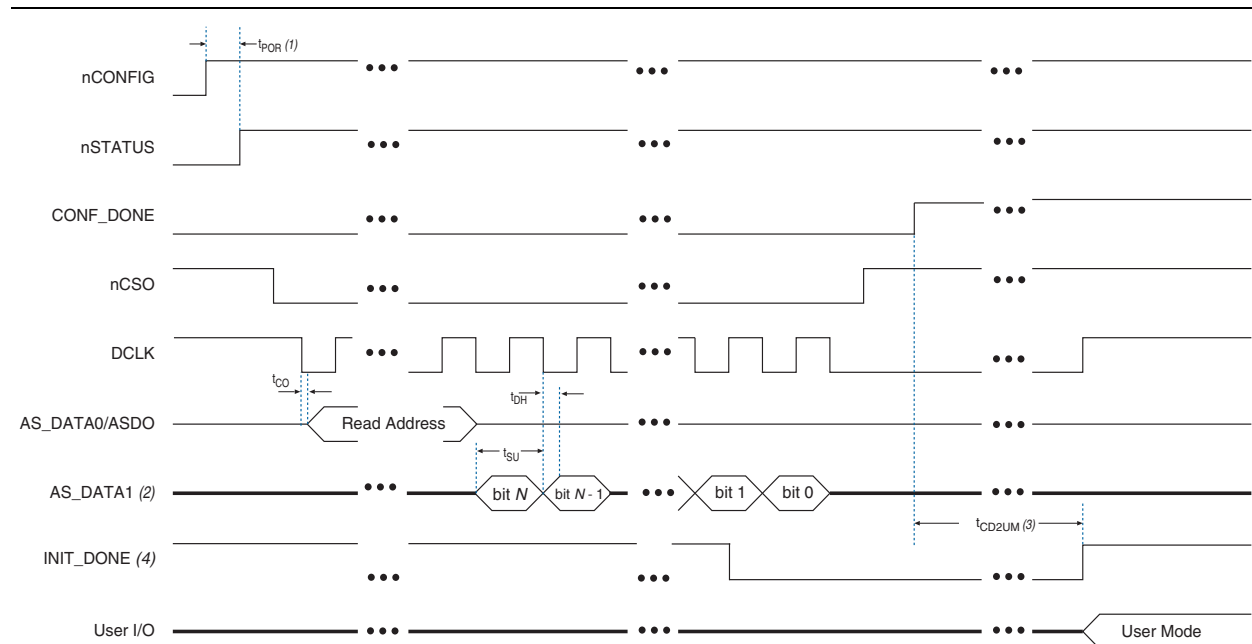 tPOR (1)
nCONFIG
nSTATUS
CONF_DONE
nCSO
DCLK
tCO
tDH
AS_DATA0/ASDO
Read Address
tSU
AS_DATA1 (2)
bit N
bit N - 1
bit 1
bit 0
tCD2UM (3)
INIT_DONE (4)
User I/O
User Mode